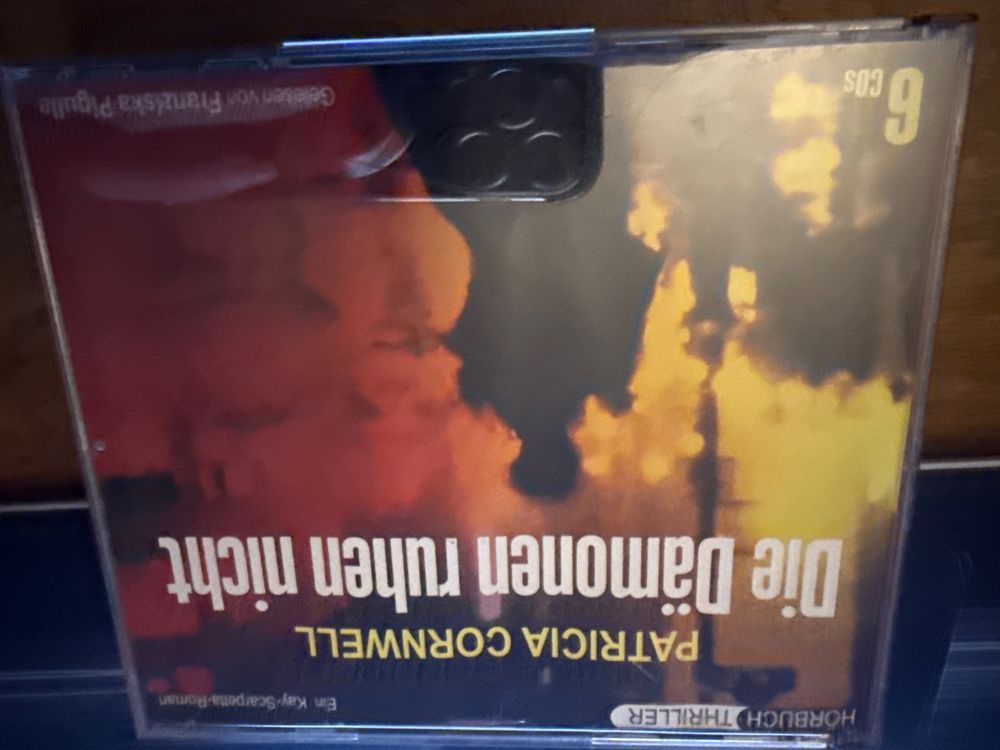 HÖRBUCH THRILLER
Ein Kay-Scarpetta-Roman
PATRICIA CORNWELL
Die Dämonen ruhen nicht
6 CDs
Gelesen von Franziska Pigulla